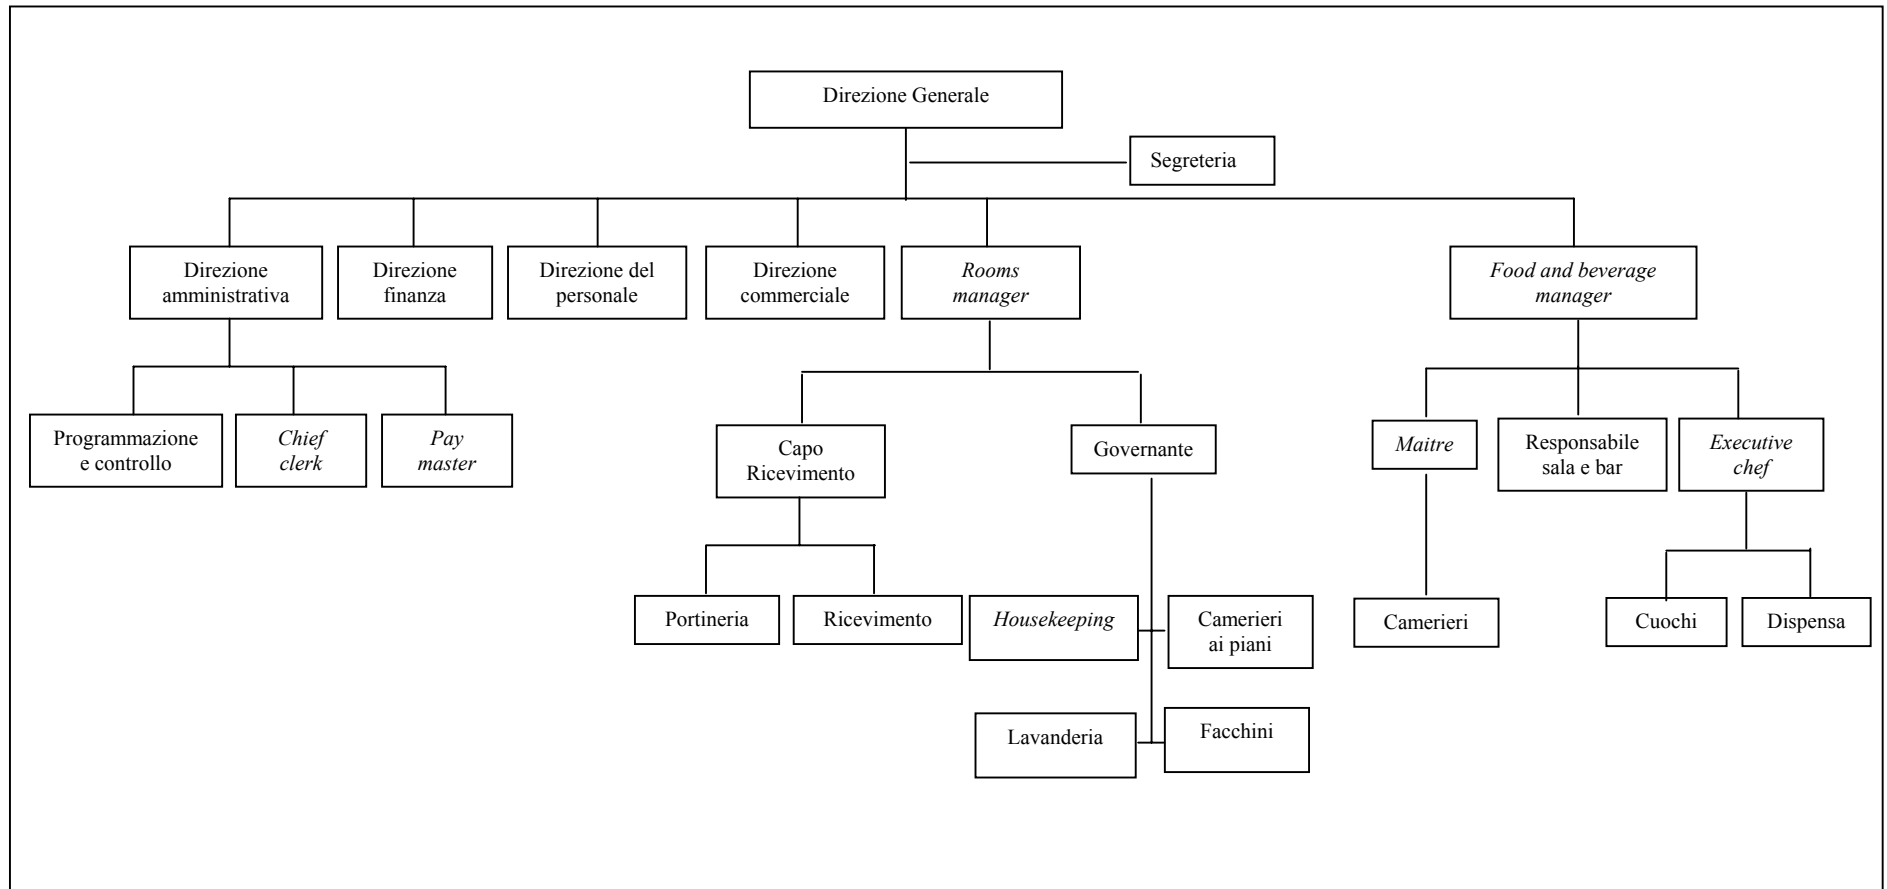 Direzione Generale
Segreteria
Direzione
amministrativa
Direzione
finanza
Direzione del
personale
Direzione
commerciale
Rooms
manager
Food and beverage
manager
Programmazione
e controllo
Chief
clerk
Pay
master
Capo
Ricevimento
Governante
Maitre
Responsabile
sala e bar
Executive
chef
Portineria
Ricevimento
Housekeeping
Camerieri
ai piani
Camerieri
Cuochi
Dispensa
Lavanderia
Facchini